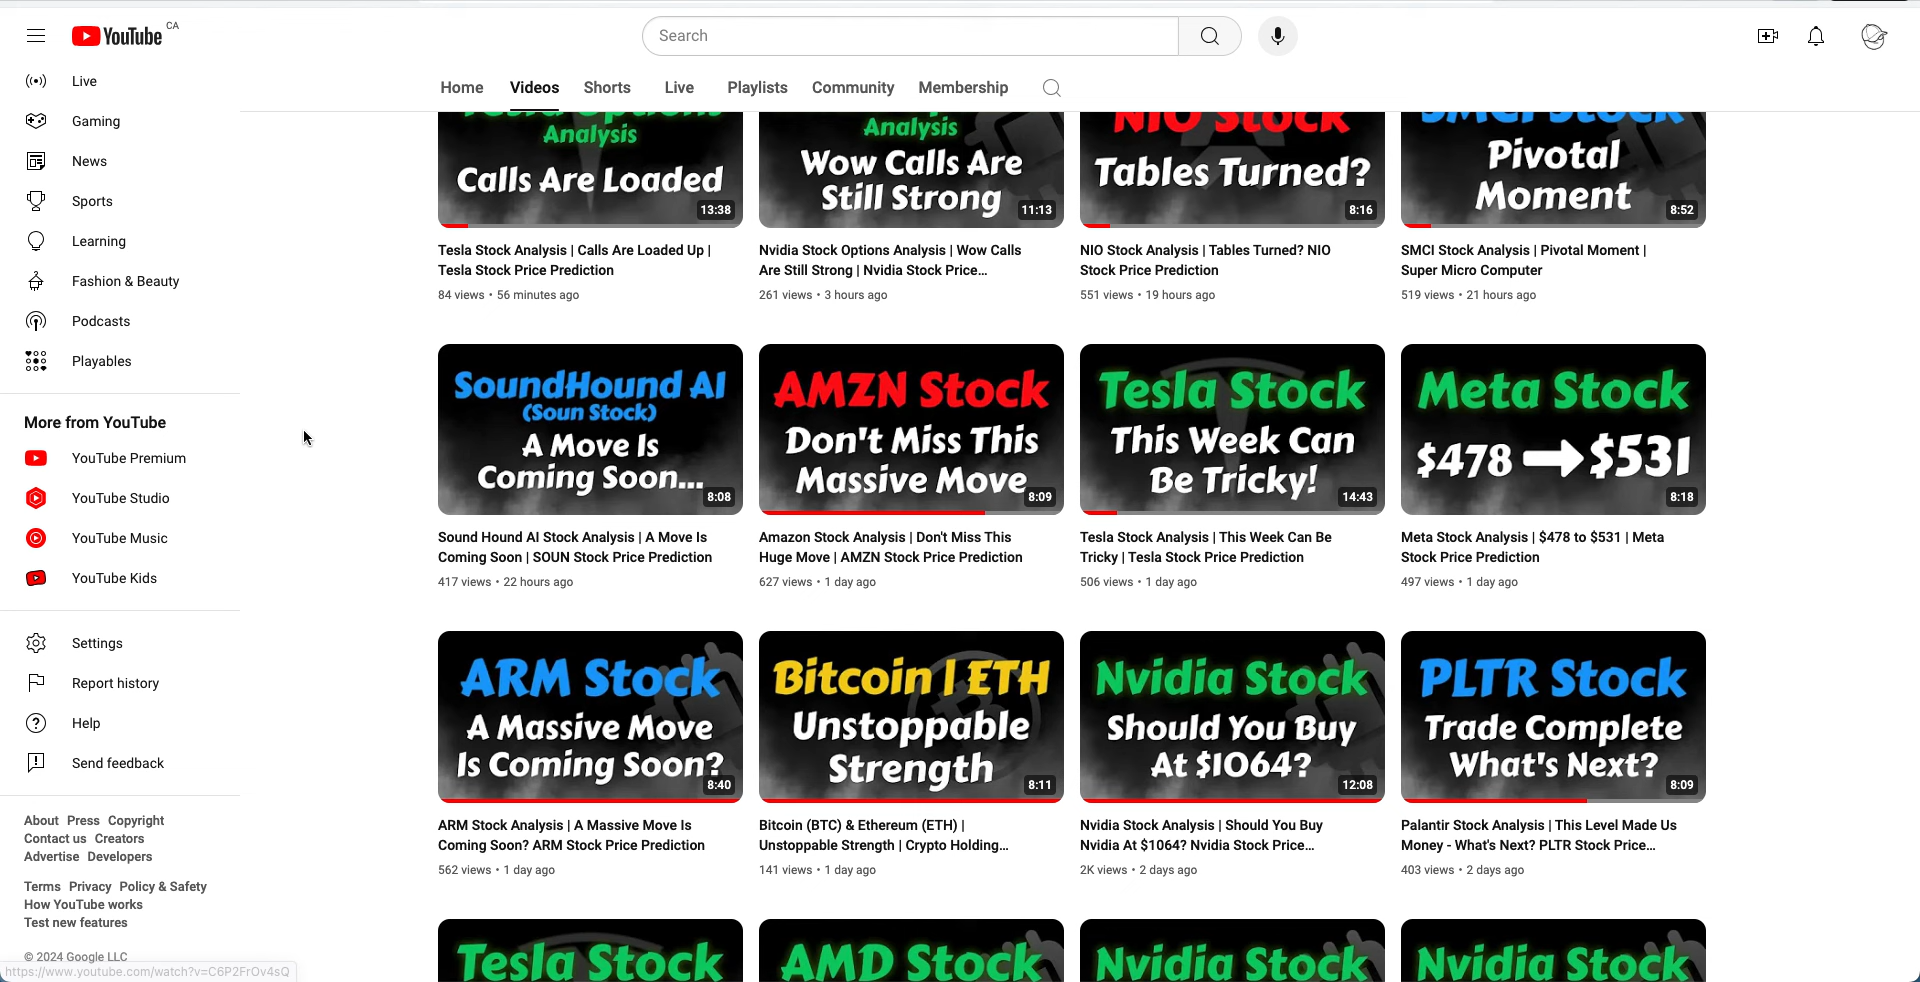 YouTube CA
Search
Live
Gaming
News
Sports
Learning
Fashion & Beauty
Podcasts
Playables
More from YouTube
YouTube Premium
YouTube Studio
YouTube Music
YouTube Kids
Settings
Report history
Help
Send feedback
About Press Copyright
Contact us Creators
Advertise Developers
Terms Privacy Policy & Safety
How YouTube works
Test new features
© 2024 Google LLC
https://www.youtube.com/watch?v=C6P2FrOv4sQ
Home Videos Shorts Live Playlists Community Membership
Tesla Options
Analysis
Calls Are Loaded
13:38
Tesla Stock Analysis | Calls Are Loaded Up |
Tesla Stock Price Prediction
84 views • 56 minutes ago
Analysis
Wow Calls Are
Still Strong
11:13
Nvidia Stock Options Analysis | Wow Calls
Are Still Strong | Nvidia Stock Price...
261 views • 3 hours ago
NIO Stock
Tables Turned?
8:16
NIO Stock Analysis | Tables Turned? NIO
Stock Price Prediction
551 views • 19 hours ago
SMCI Stock
Pivotal
Moment
8:52
SMCI Stock Analysis | Pivotal Moment |
Super Micro Computer
519 views • 21 hours ago
SoundHound AI
(Soun Stock)
A Move Is
Coming Soon...
8:08
Sound Hound AI Stock Analysis | A Move Is
Coming Soon | SOUN Stock Price Prediction
417 views • 22 hours ago
AMZN Stock
Don't Miss This
Massive Move
8:09
Amazon Stock Analysis | Don't Miss This
Huge Move | AMZN Stock Price Prediction
627 views • 1 day ago
Tesla Stock
This Week Can
Be Tricky!
14:43
Tesla Stock Analysis | This Week Can Be
Tricky | Tesla Stock Price Prediction
506 views • 1 day ago
Meta Stock
$478 → $531
8:18
Meta Stock Analysis | $478 to $531 | Meta
Stock Price Prediction
497 views • 1 day ago
ARM Stock
A Massive Move
Is Coming Soon?
8:40
ARM Stock Analysis | A Massive Move Is
Coming Soon? ARM Stock Price Prediction
562 views • 1 day ago
Bitcoin | ETH
Unstoppable
Strength
8:11
Bitcoin (BTC) & Ethereum (ETH) |
Unstoppable Strength | Crypto Holding...
141 views • 1 day ago
Nvidia Stock
Should You Buy
At $1064?
12:08
Nvidia Stock Analysis | Should You Buy
Nvidia At $1064? Nvidia Stock Price...
2K views • 2 days ago
PLTR Stock
Trade Complete
What's Next?
8:09
Palantir Stock Analysis | This Level Made Us
Money - What's Next? PLTR Stock Price...
403 views • 2 days ago
Tesla Stock
AMD Stock
Nvidia Stock
Nvidia Stock